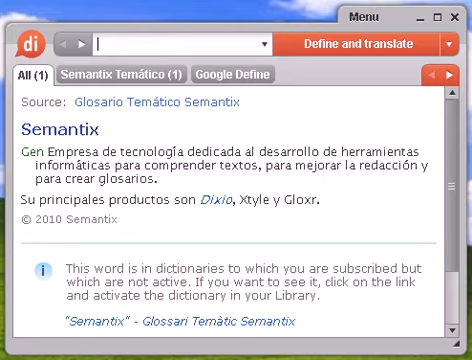 Menu
di
Define and translate
All (1) Semantix Temático (1) Google Define
Source: Glosario Temático Semantix
Semantix
Gen Empresa de tecnología dedicada al desarrollo de herramientas
informáticas para comprender textos, para mejorar la redacción y
para crear glosarios.
Su principales productos son Dixio, Xtyle y Gloxr.
© 2010 Semantix
i
This word is in dictionaries to which you are subscribed but
which are not active. If you want to see it, click on the link
and activate the dictionary in your Library.
"Semantix" - Glossari Temàtic Semantix